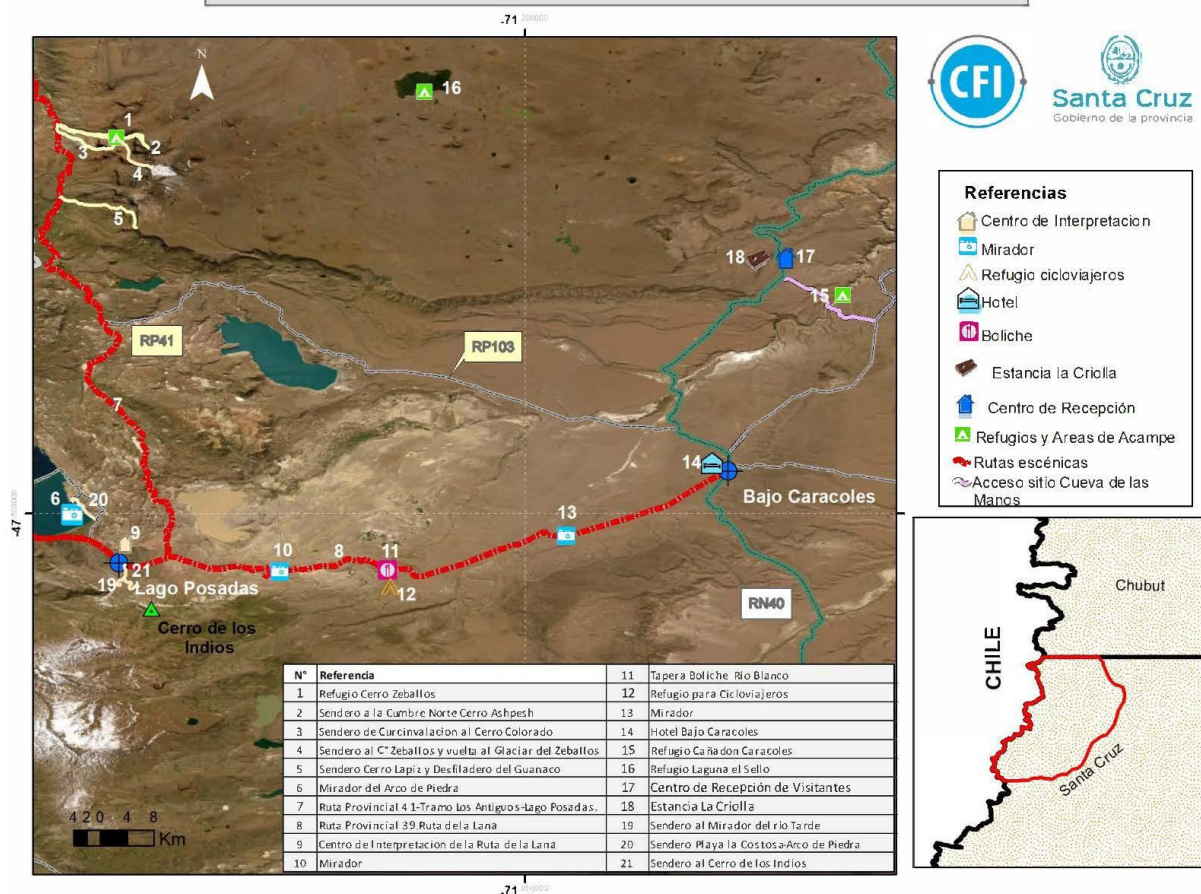 -71
N
16
1
2
3
4
5
18
17
15
RP41
RP103
7
14
Bajo Caracoles
6
20
-47
13
9
10
8
11
21
19
Lago Posadas
12
Cerro de los
Indios
RN40
4 2 0 4 8
Km
N° Referencia
1 Refugio Cerro Zeballos
2 Sendero a la Cumbre Norte Cerro Ashpesh
3 Sendero de Curcinvalacion al Cerro Colorado
4 Sendero al C° Zeballos y vuelta al Glaciar del Zeballos
5 Sendero Cerro Lapiz y Desfiladero del Guanaco
6 Mirador del Arco de Piedra
7 Ruta Provincial 41-Tramo Los Antiguos-Lago Posadas.
8 Ruta Provincial 39.Ruta de la Lana
9 Centro de Interpretacion de la Ruta de la Lana
10 Mirador
11 Tapera Boliche Rio Blanco
12 Refugio para Cicloviajeros
13 Mirador
14 Hotel Bajo Caracoles
15 Refugio Cañadon Caracoles
16 Refugio Laguna el Sello
17 Centro de Recepción de Visitantes
18 Estancia La Criolla
19 Sendero al Mirador del rio Tarde
20 Sendero Playa la Costosa-Arco de Piedra
21 Sendero al Cerro de los Indios
-71
CFI
Santa Cruz
Gobierno de la provincia
Referencias
Centro de Interpretacion
Mirador
Refugio cicloviajeros
Hotel
Boliche
Estancia la Criolla
Centro de Recepción
Refugios y Areas de Acampe
Rutas escénicas
Acceso sitio Cueva de las
Manos
Chubut
CHILE
Santa Cruz